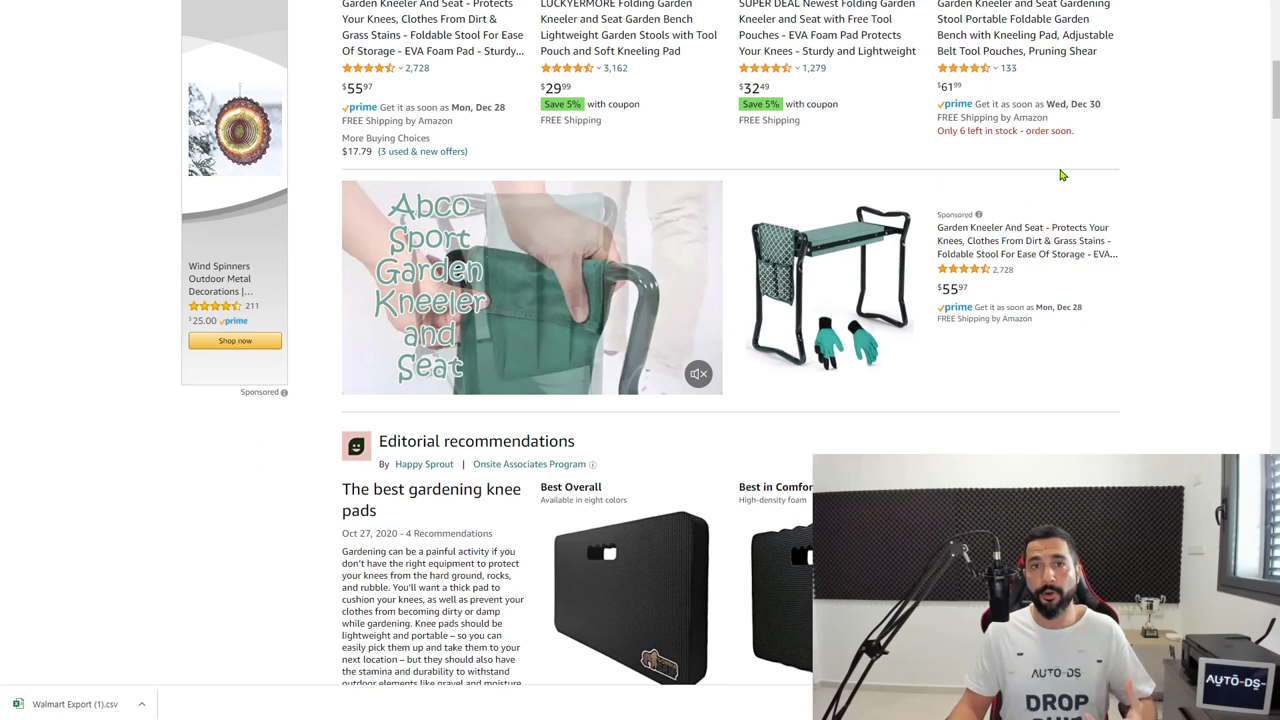 Garden Kneeler And Seat - Protects
Your Knees, Clothes From Dirt &
Grass Stains - Foldable Stool For Ease
Of Storage - EVA Foam Pad - Sturdy...
2,728
$55⁹⁷
prime Get it as soon as Mon, Dec 28
FREE Shipping by Amazon
More Buying Choices
$17.79 (3 used & new offers)
LUCKYERMORE Folding Garden
Kneeler and Seat Garden Bench
Lightweight Garden Stools with Tool
Pouch and Soft Kneeling Pad
3,162
$29⁹⁹
Save 5% with coupon
FREE Shipping
SUPER DEAL Newest Folding Garden
Kneeler and Seat with Free Tool
Pouches - EVA Foam Pad Protects
Your Knees - Sturdy and Lightweight
1,279
$32⁴⁹
Save 5% with coupon
FREE Shipping
Garden Kneeler and Seat Gardening
Stool Portable Foldable Garden
Bench with Kneeling Pad, Adjustable
Belt Tool Pouches, Pruning Shear
133
$61⁹⁹
prime Get it as soon as Wed, Dec 30
FREE Shipping by Amazon
Only 6 left in stock - order soon.
Wind Spinners
Outdoor Metal
Decorations |...
211
$25.00 prime
Shop now
Sponsored
Abco
Sport
Garden
Kneeler
and
Seat
Sponsored
Garden Kneeler And Seat - Protects Your
Knees, Clothes From Dirt & Grass Stains -
Foldable Stool For Ease Of Storage - EVA...
2,728
$55⁹⁷
prime Get it as soon as Mon, Dec 28
FREE Shipping by Amazon
Editorial recommendations
By Happy Sprout | Onsite Associates Program
The best gardening knee
pads
Oct 27, 2020 - 4 Recommendations
Gardening can be a painful activity if you
don't have the right equipment to protect
your knees from the hard ground, rocks,
and rubble. You'll want a thick pad to
cushion your knees, as well as prevent your
clothes from becoming dirty or damp
while gardening. Knee pads should be
lightweight and portable – so you can
easily pick them up and take them to your
next location – but they should also have
the stamina and durability to withstand
outdoor elements like gravel and moisture
Best Overall
Available in eight colors
Best in Comfor
High-density foam
AUTO-DS-
DROP
AUTO-DS-
Walmart Export (1).csv